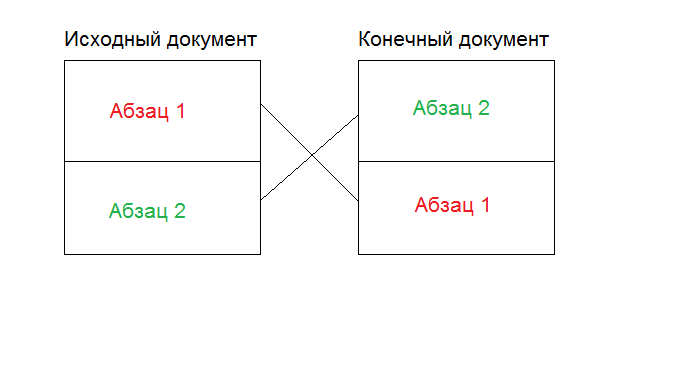 Исходный документ
Конечный документ
Абзац 1
Абзац 2
Абзац 2
Абзац 1